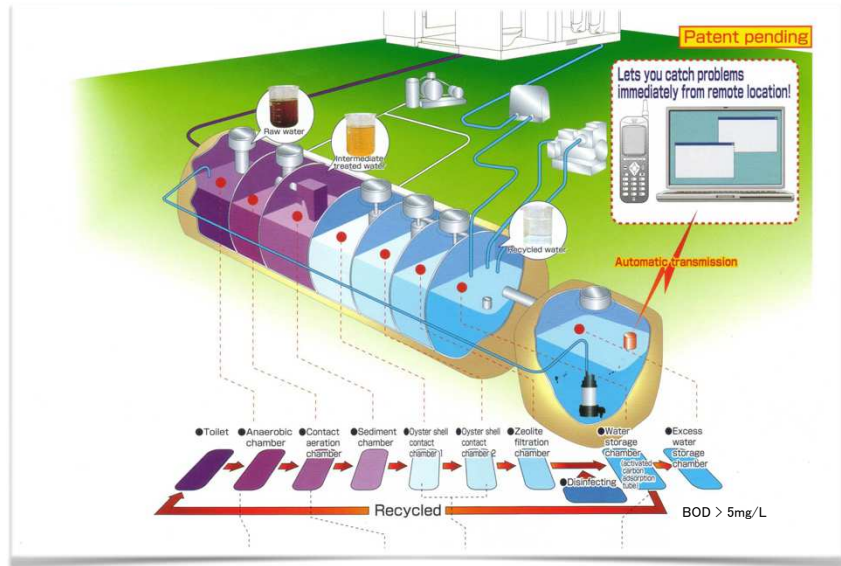 Patent pending
Lets you catch problems
immediately from remote location!
Raw water
Intermediate
treated water
Recycled water
Automatic transmission
●Toilet
●Anaerobic
chamber
●Contact
aeration
chamber
●Sediment
chamber
●Oyster shell
contact
chamber 1
●Oyster shell
contact
chamber 2
●Zeolite
filtration
chamber
●Water
storage
chamber
(activated
carbon
adsorption
tube)
●Excess
water
storage
chamber
●Disinfecting
Recycled
BOD > 5mg/L